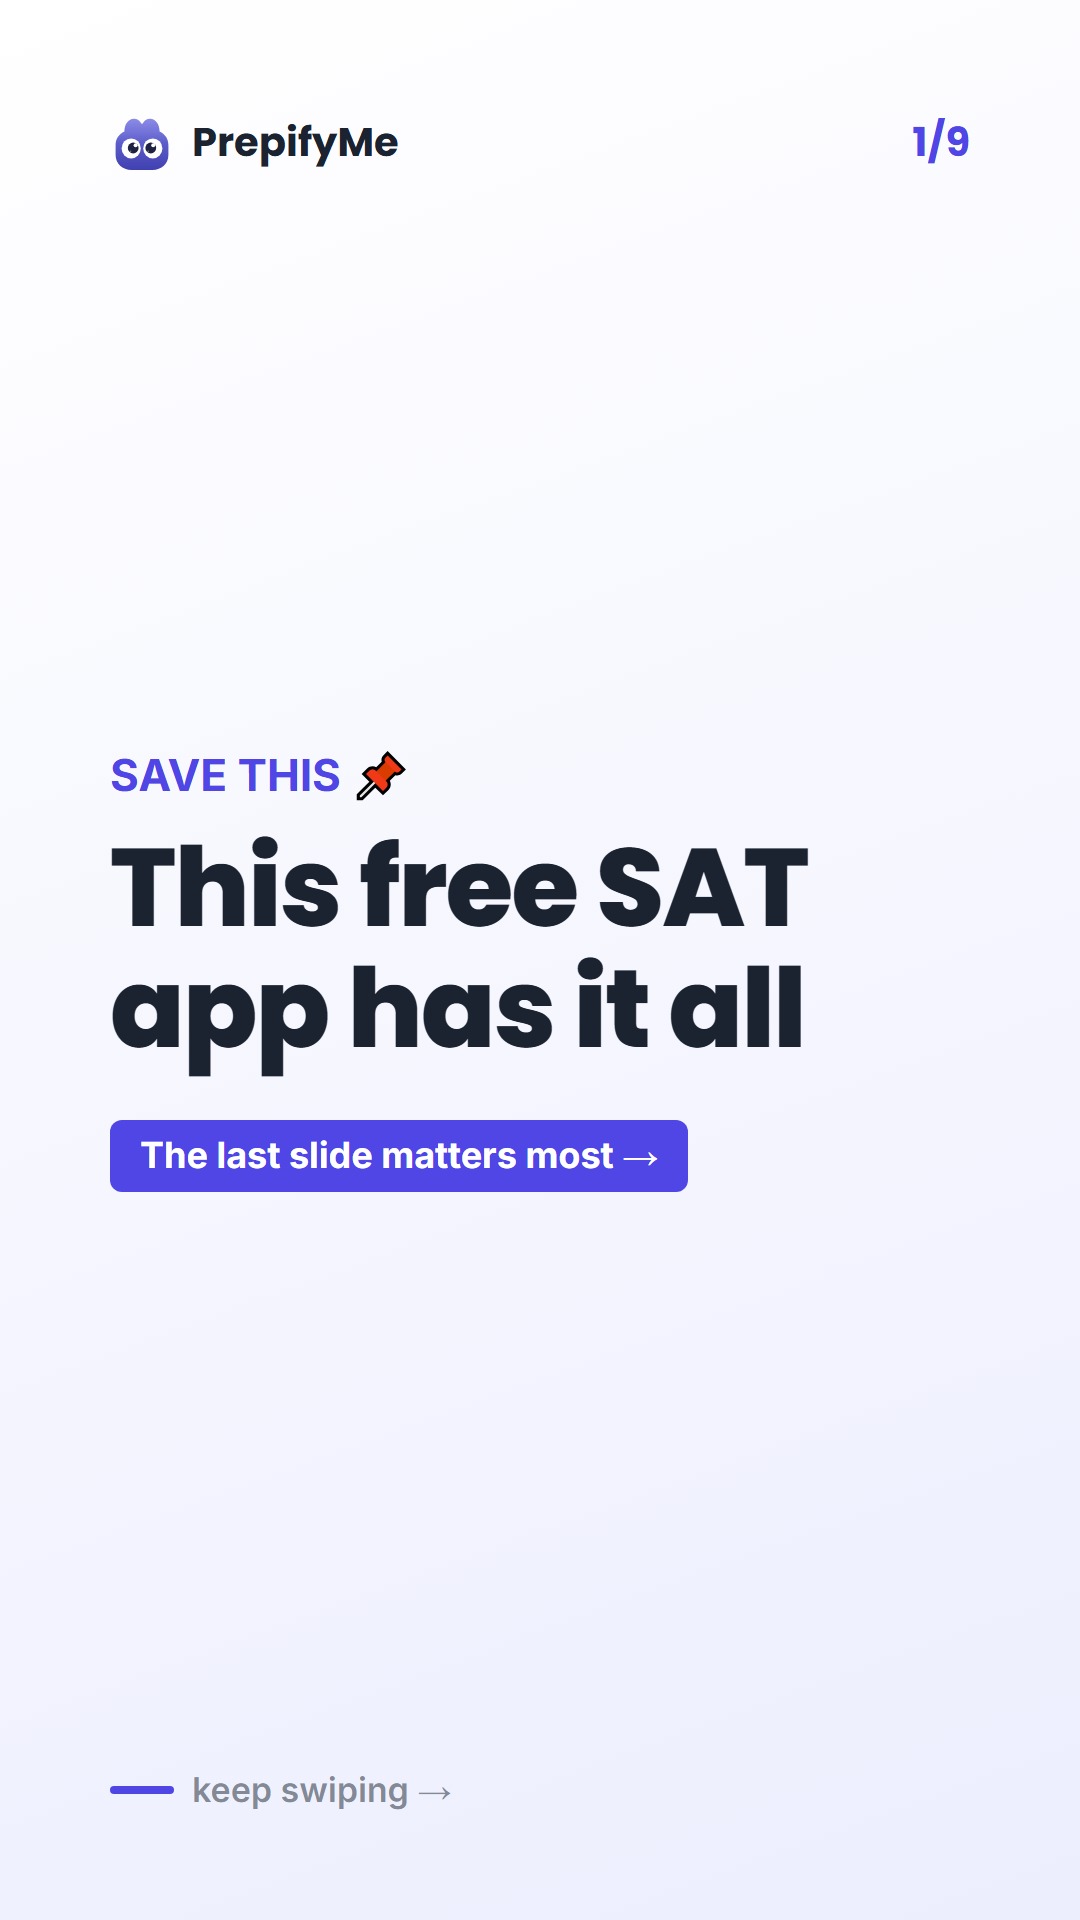 PrepifyMe
1/9
SAVE THIS 📌
This free SAT
app has it all
The last slide matters most →
keep swiping →